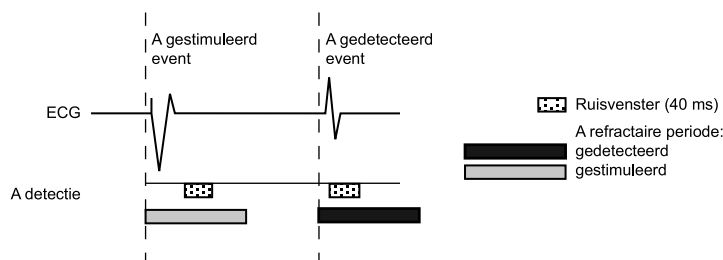 A gestimuleerd
event
A gedetecteerd
event
ECG
A detectie
Ruisvenster (40 ms)
A refractaire periode:
gedetecteerd
gestimuleerd